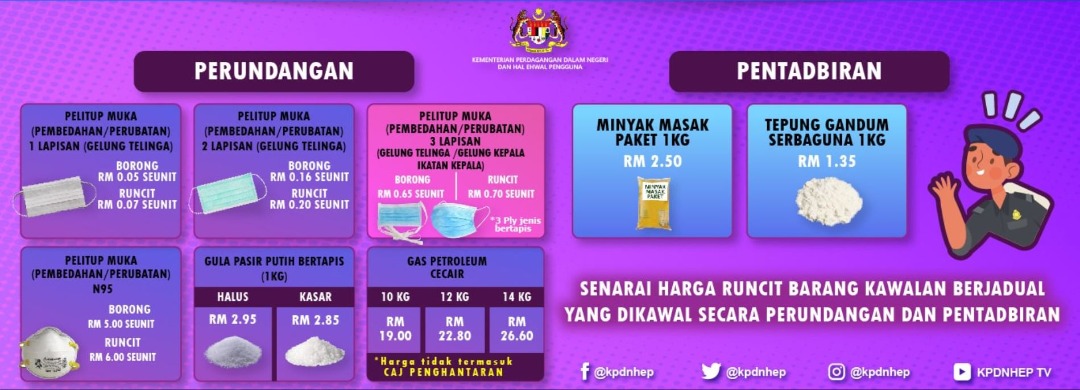 KEMENTERIAN PERDAGANGAN DALAM NEGERI
DAN HAL EHWAL PENGGUNA
PERUNDANGAN
PELITUP MUKA
(PEMBEDAHAN/PERUBATAN)
1 LAPISAN (GELUNG TELINGA)
BORONG
RM 0.05 SEUNIT
RUNCIT
RM 0.07 SEUNIT
PELITUP MUKA
(PEMBEDAHAN/PERUBATAN)
2 LAPISAN (GELUNG TELINGA)
BORONG
RM 0.16 SEUNIT
RUNCIT
RM 0.20 SEUNIT
PELITUP MUKA
(PEMBEDAHAN/PERUBATAN)
3 LAPISAN
(GELUNG TELINGA /GELUNG KEPALA
IKATAN KEPALA)
BORONG
RM 0.65 SEUNIT
RUNCIT
RM 0.70 SEUNIT
*3 Ply jenis
bertapis
PELITUP MUKA
(PEMBEDAHAN/PERUBATAN)
N95
BORONG
RM 5.00 SEUNIT
RUNCIT
RM 6.00 SEUNIT
GULA PASIR PUTIH BERTAPIS
(1KG)
HALUS KASAR
RM 2.95 RM 2.85
GAS PETROLEUM
CECAIR
10 KG 12 KG 14 KG
RM RM RM
19.00 22.80 26.60
*Harga tidak termasuk
CAJ PENGHANTARAN
PENTADBIRAN
MINYAK MASAK
PAKET 1KG
RM 2.50
MINYAK
MASAK
PAKET
TEPUNG GANDUM
SERBAGUNA 1KG
RM 1.35
SENARAI HARGA RUNCIT BARANG KAWALAN BERJADUAL
YANG DIKAWAL SECARA PERUNDANGAN DAN PENTADBIRAN
@kpdnhep @kpdnhep @kpdnhep KPDNHEP TV